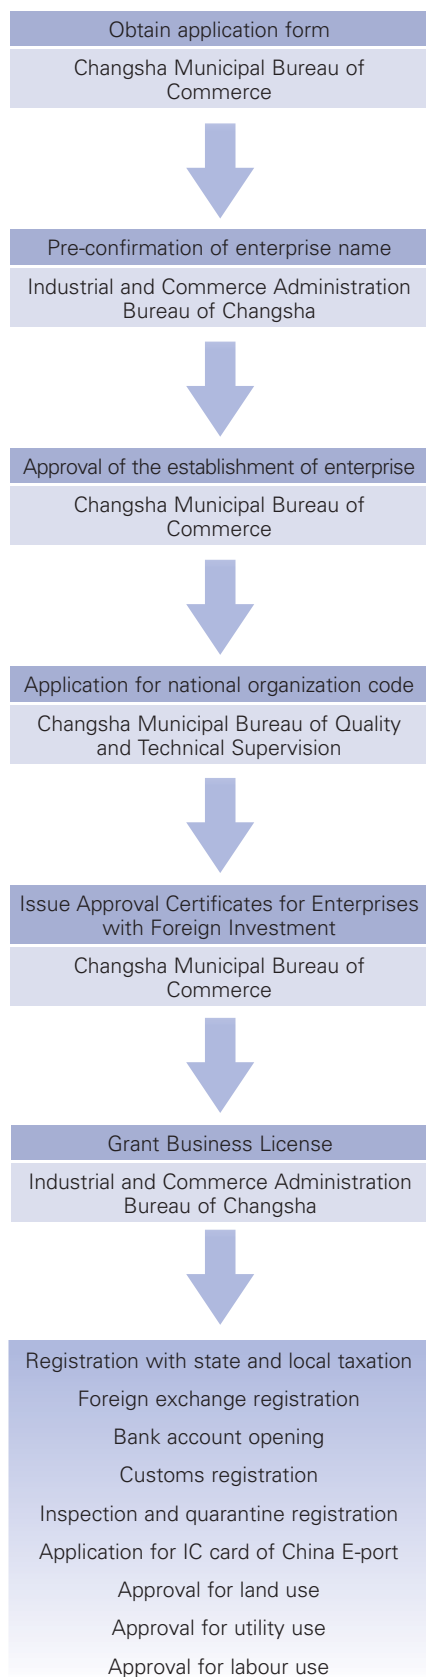 Obtain application form
Changsha Municipal Bureau of
Commerce
Pre-confirmation of enterprise name
Industrial and Commerce Administration
Bureau of Changsha
Approval of the establishment of enterprise
Changsha Municipal Bureau of
Commerce
Application for national organization code
Changsha Municipal Bureau of Quality
and Technical Supervision
Issue Approval Certificates for Enterprises
with Foreign Investment
Changsha Municipal Bureau of
Commerce
Grant Business License
Industrial and Commerce Administration
Bureau of Changsha
Registration with state and local taxation
Foreign exchange registration
Bank account opening
Customs registration
Inspection and quarantine registration
Application for IC card of China E-port
Approval for land use
Approval for utility use
Approval for labour use